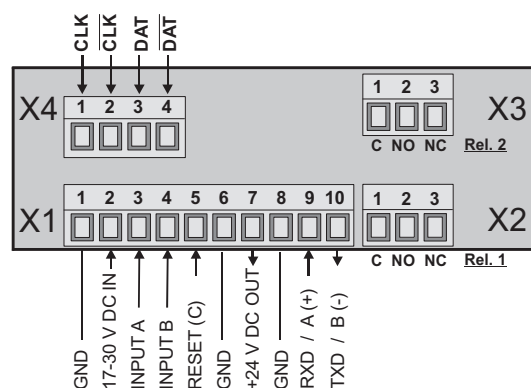 CLK
CLK
DAT
DAT
X4
1 2 3 4
1 2 3
X3
C NO NC
Rel. 2
X1
1 2 3 4 5 6 7 8 9 10
1 2 3
X2
C NO NC
Rel. 1
GND
17-30 V DC IN
INPUT A
INPUT B
RESET (C)
GND
+24 V DC OUT
GND
RXD / A (+)
TXD / B (-)